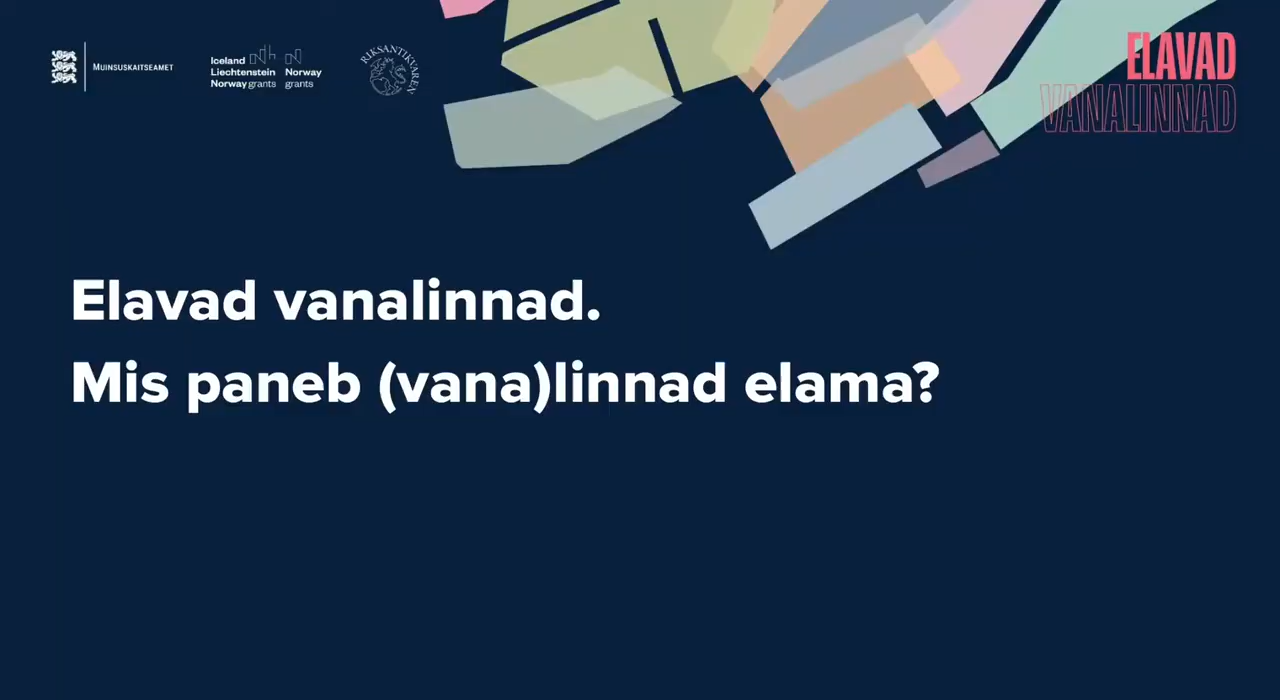 MUINSUSKAITSEAMET
Iceland
Liechtenstein
Norway grants
Norway
grants
RIKSANTIKVAREN
ELAVAD
VANALINNAD
Elavad vanalinnad.
Mis paneb (vana)linnad elama?